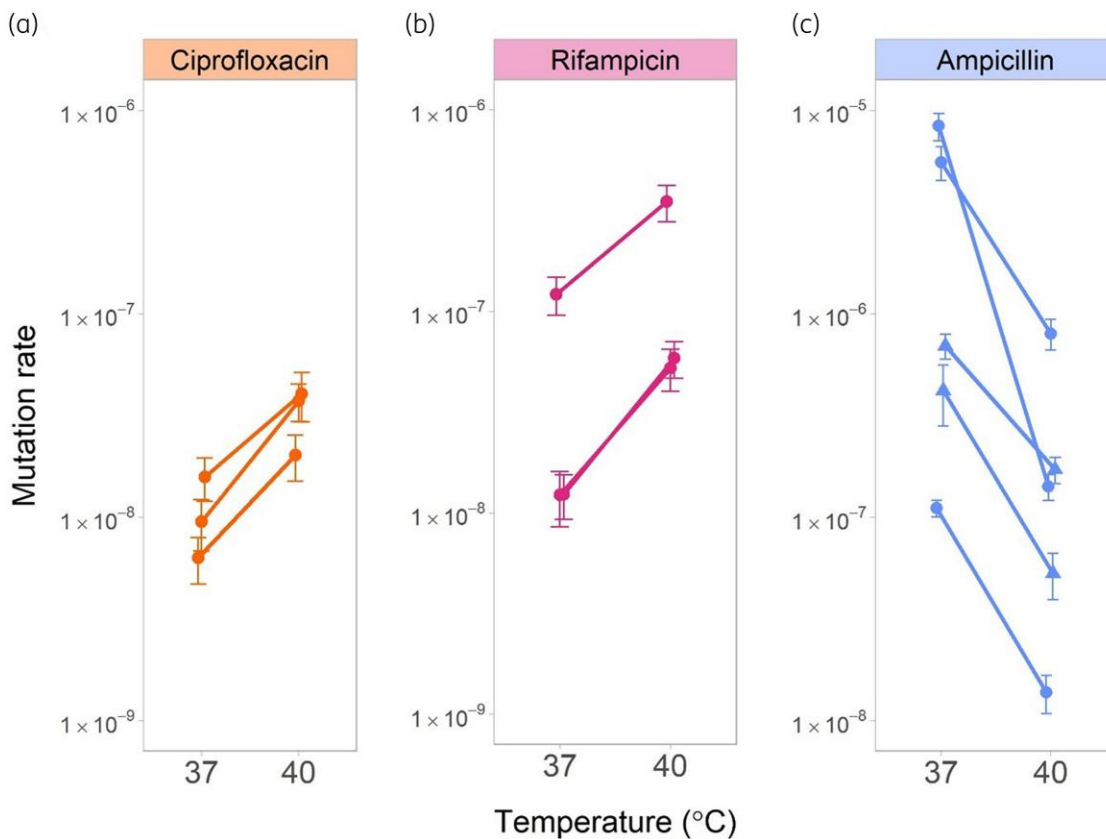 (a)
(b)
(c)
Ciprofloxacin
Rifampicin
Ampicillin
Mutation rate
1 × 10⁻⁶
1 × 10⁻⁷
1 × 10⁻⁸
1 × 10⁻⁹
37
40
1 × 10⁻⁶
1 × 10⁻⁷
1 × 10⁻⁸
1 × 10⁻⁹
37
40
1 × 10⁻⁵
1 × 10⁻⁶
1 × 10⁻⁷
1 × 10⁻⁸
37
40
Temperature (°C)